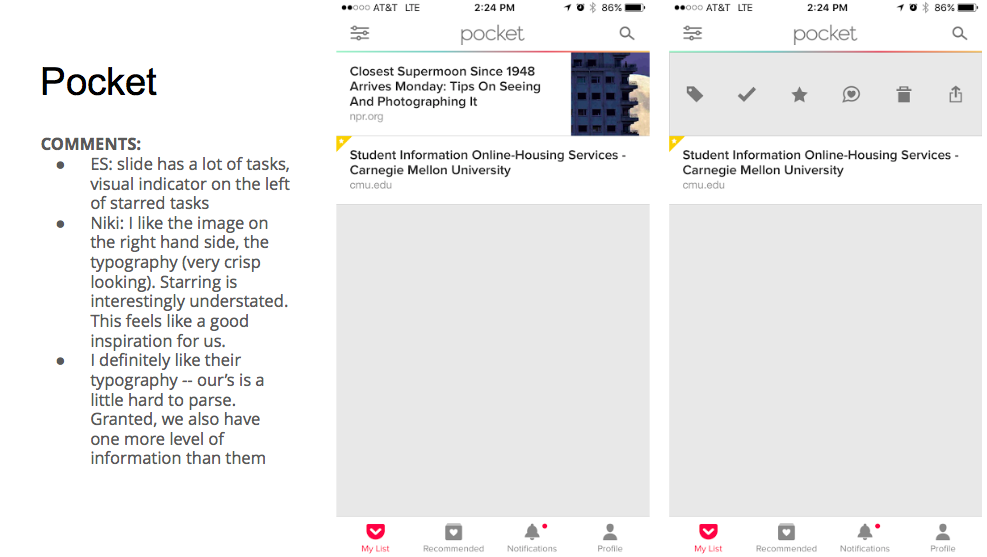 Pocket
COMMENTS:
● ES: slide has a lot of tasks,
visual indicator on the left
of starred tasks
● Niki: I like the image on
the right hand side, the
typography (very crisp
looking). Starring is
interestingly understated.
This feels like a good
inspiration for us.
● I definitely like their
typography -- our's is a
little hard to parse.
Granted, we also have
one more level of
information than them
AT&T LTE 2:24 PM 86%
pocket
Closest Supermoon Since 1948
Arrives Monday: Tips On Seeing
And Photographing It
npr.org
Student Information Online-Housing Services -
Carnegie Mellon University
cmu.edu
My List Recommended Notifications Profile
AT&T LTE 2:24 PM 86%
pocket
Student Information Online-Housing Services -
Carnegie Mellon University
cmu.edu
My List Recommended Notifications Profile